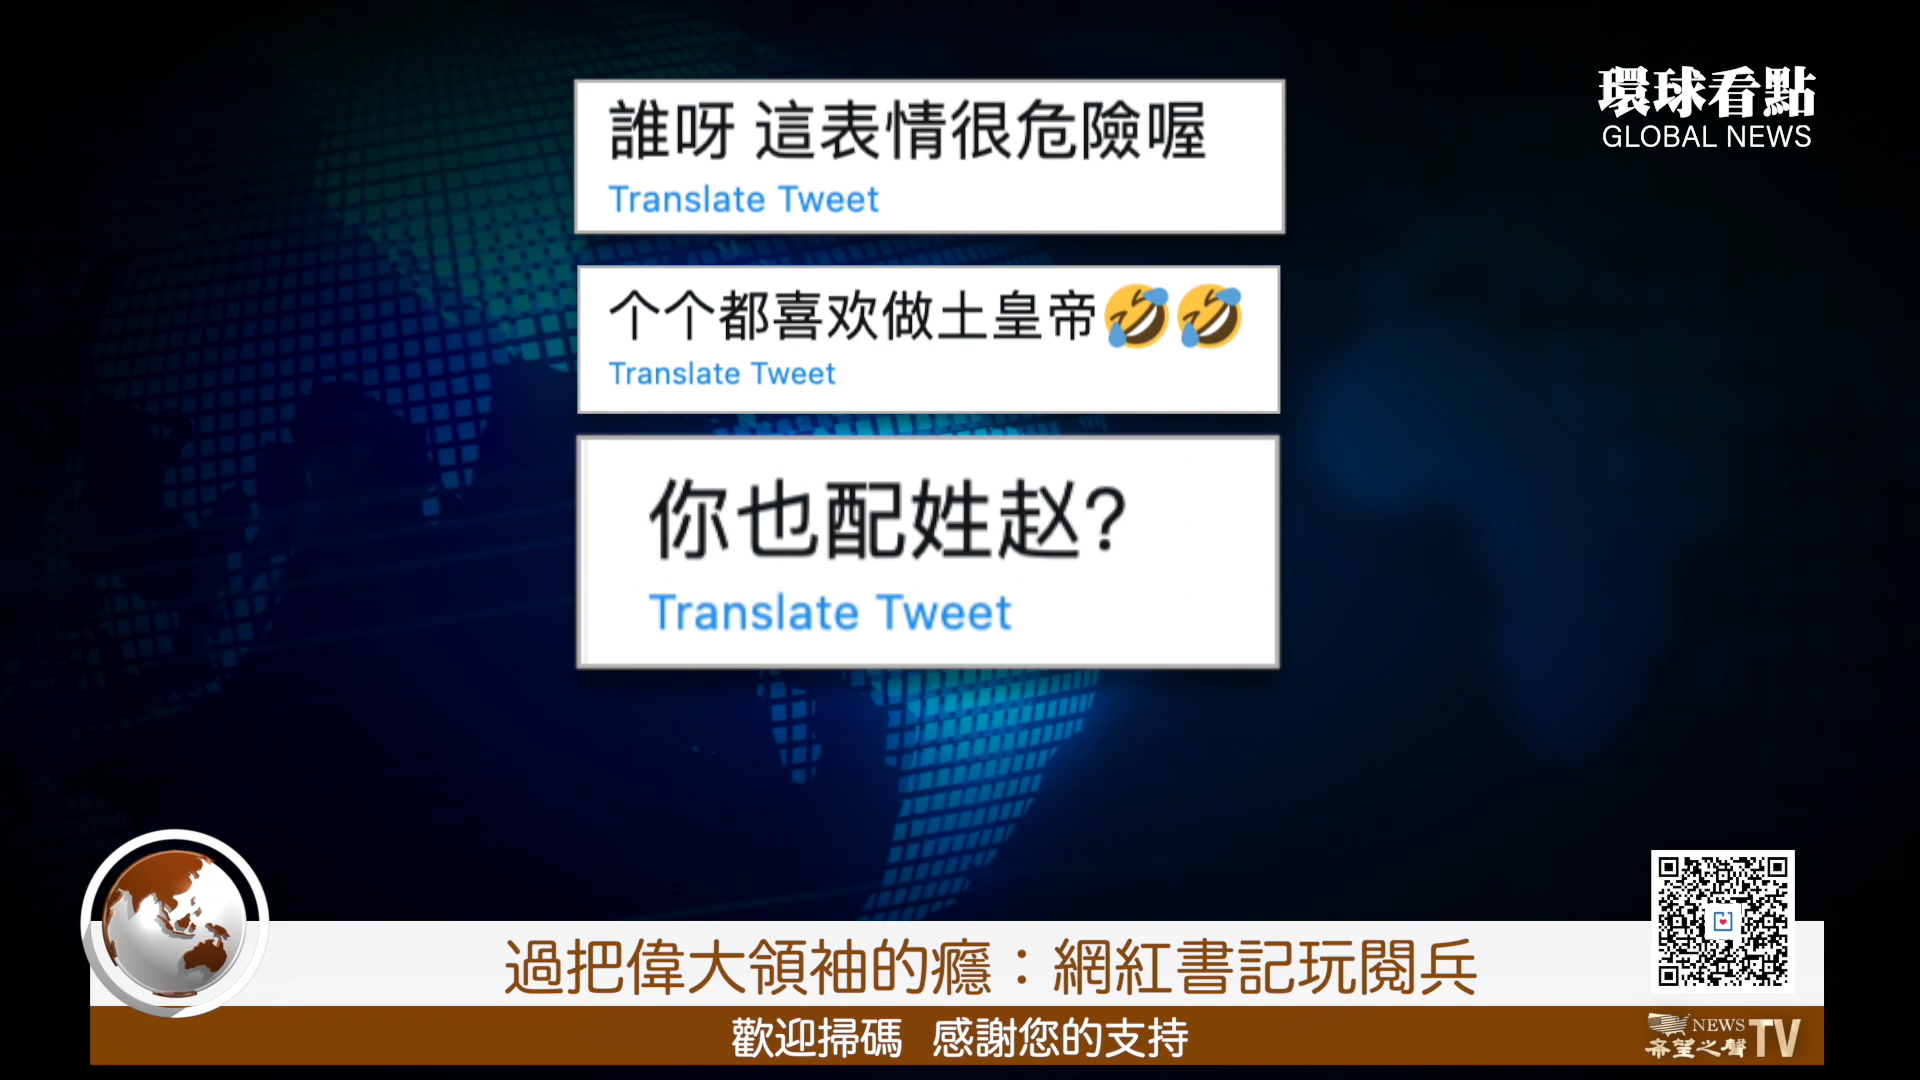 環球看點
GLOBAL NEWS
誰呀 這表情很危險喔
Translate Tweet
个个都喜欢做土皇帝🤣🤣
Translate Tweet
你也配姓赵?
Translate Tweet
過把偉大領袖的癮：網紅書記玩閱兵
歡迎掃碼 感謝您的支持
NEWS
希望之聲TV